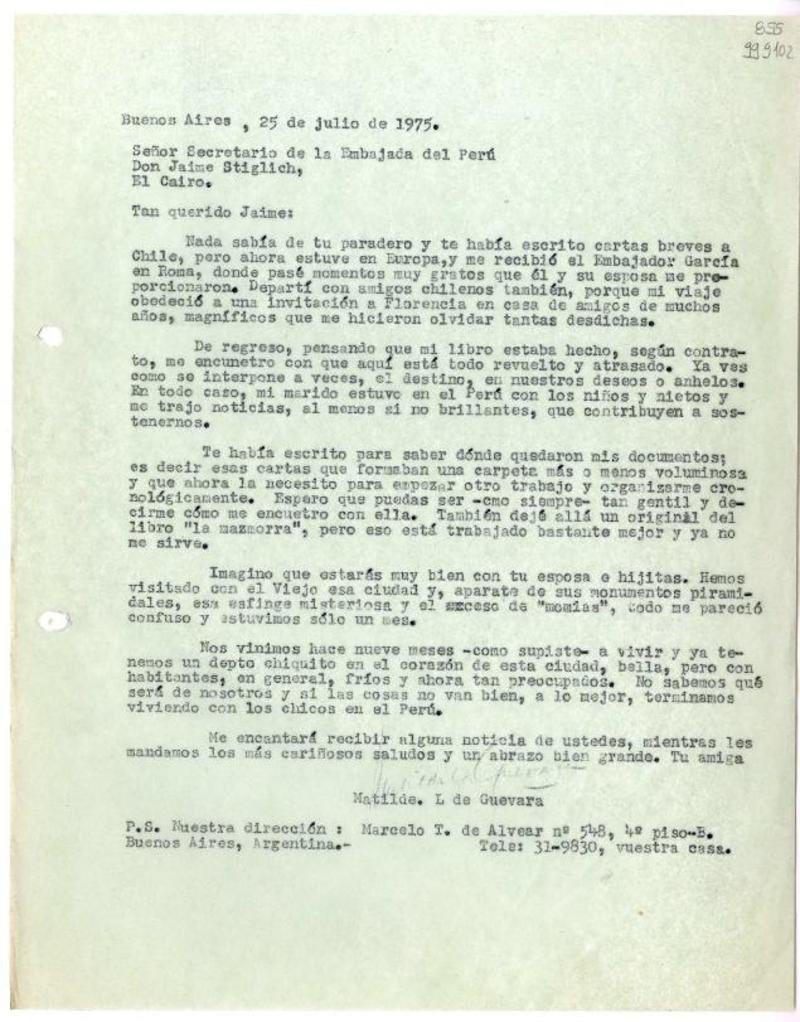 855
999102
Buenos Aires , 25 de julio de 1975.
Señor Secretario de la Embajada del Perú
Don Jaime Stiglich,
El Cairo.
Tan querido Jaime:
Nada sabía de tu paradero y te había escrito cartas breves a
Chile, pero ahora estuve en Europa,y me recibió el Embajador García
en Roma, donde pasé momentos muy gratos que él y su esposa me pro-
porcionaron. Departí con amigos chilenos también, porque mi viaje
obedeció a una invitación a Florencia en casa de amigos de muchos
años, magníficos que me hicieron olvidar tantas desdichas.
De regreso, pensando que mi libro estaba hecho, según contra-
to, me encunetro con que aquí está todo revuelto y atrasado. Ya ves
como se interpone a veces, el destino, en nuestros deseos o anhelos.
En todo caso, mi marido estuvo en el Perú con los niños y nietos y
me trajo noticias, al menos si no brillantes, que contribuyen a sos-
tenernos.
Te había escrito para saber dónde quedaron mis documentos;
es decir esas cartas que formaban una carpeta más o menos voluminosa
y que ahora la necesito para empezar otro trabajo y organizarme cro-
nológicamente. Espero que puedas ser -cmo siempre- tan gentil y de-
cirme cómo me encuetro con ella. También dejé allá un original del
libro "la mazmorra", pero eso está trabajado bastante mejor y ya no
me sirve.
Imagino que estarás muy bien con tu esposa e hijitas. Hemos
visitado con el Viejo esa ciudad y, aparate de sus monumentos pirami-
dales, esa esfinge misteriosa y el exceso de "momias", todo me pareció
confuso y estuvimos sólo un mes.
Nos vinimos hace nueve meses -como supiste- a vivir y ya te-
nemos un depto chiquito en el corazón de esta ciudad, bella, pero con
habitantes, en general, fríos y ahora tan preocupados. No sabemos qué
será de nosotros y si las cosas no van bien, a lo mejor, terminamos
viviendo con los chicos en el Perú.
Me encantará recibir alguna noticia de ustedes, mientras les
mandamos los más cariñosos saludos y un abrazo bien grande. Tu amiga
Matilde. L de Guevara
P.S. Nuestra dirección : Marcelo T. de Alvear nº 548, 4º piso-B.
Buenos Aires, Argentina.- Tele: 31-9830, vuestra casa.